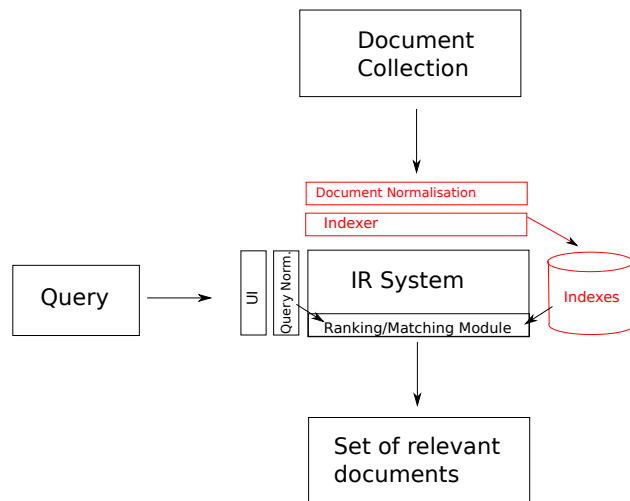 Document
Collection
Document Normalisation
Indexer
Query
UI
Query Norm.
IR System
Ranking/Matching Module
Indexes
Set of relevant
documents